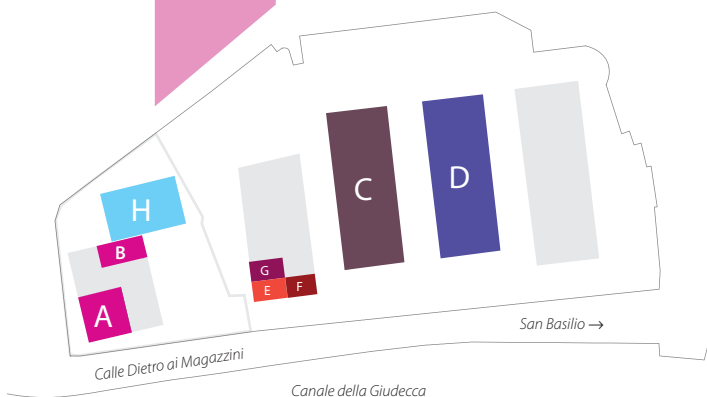 C
D
H
B
G
E
F
A
San Basilio →
Calle Dietro ai Magazzini
Canale della Giudecca